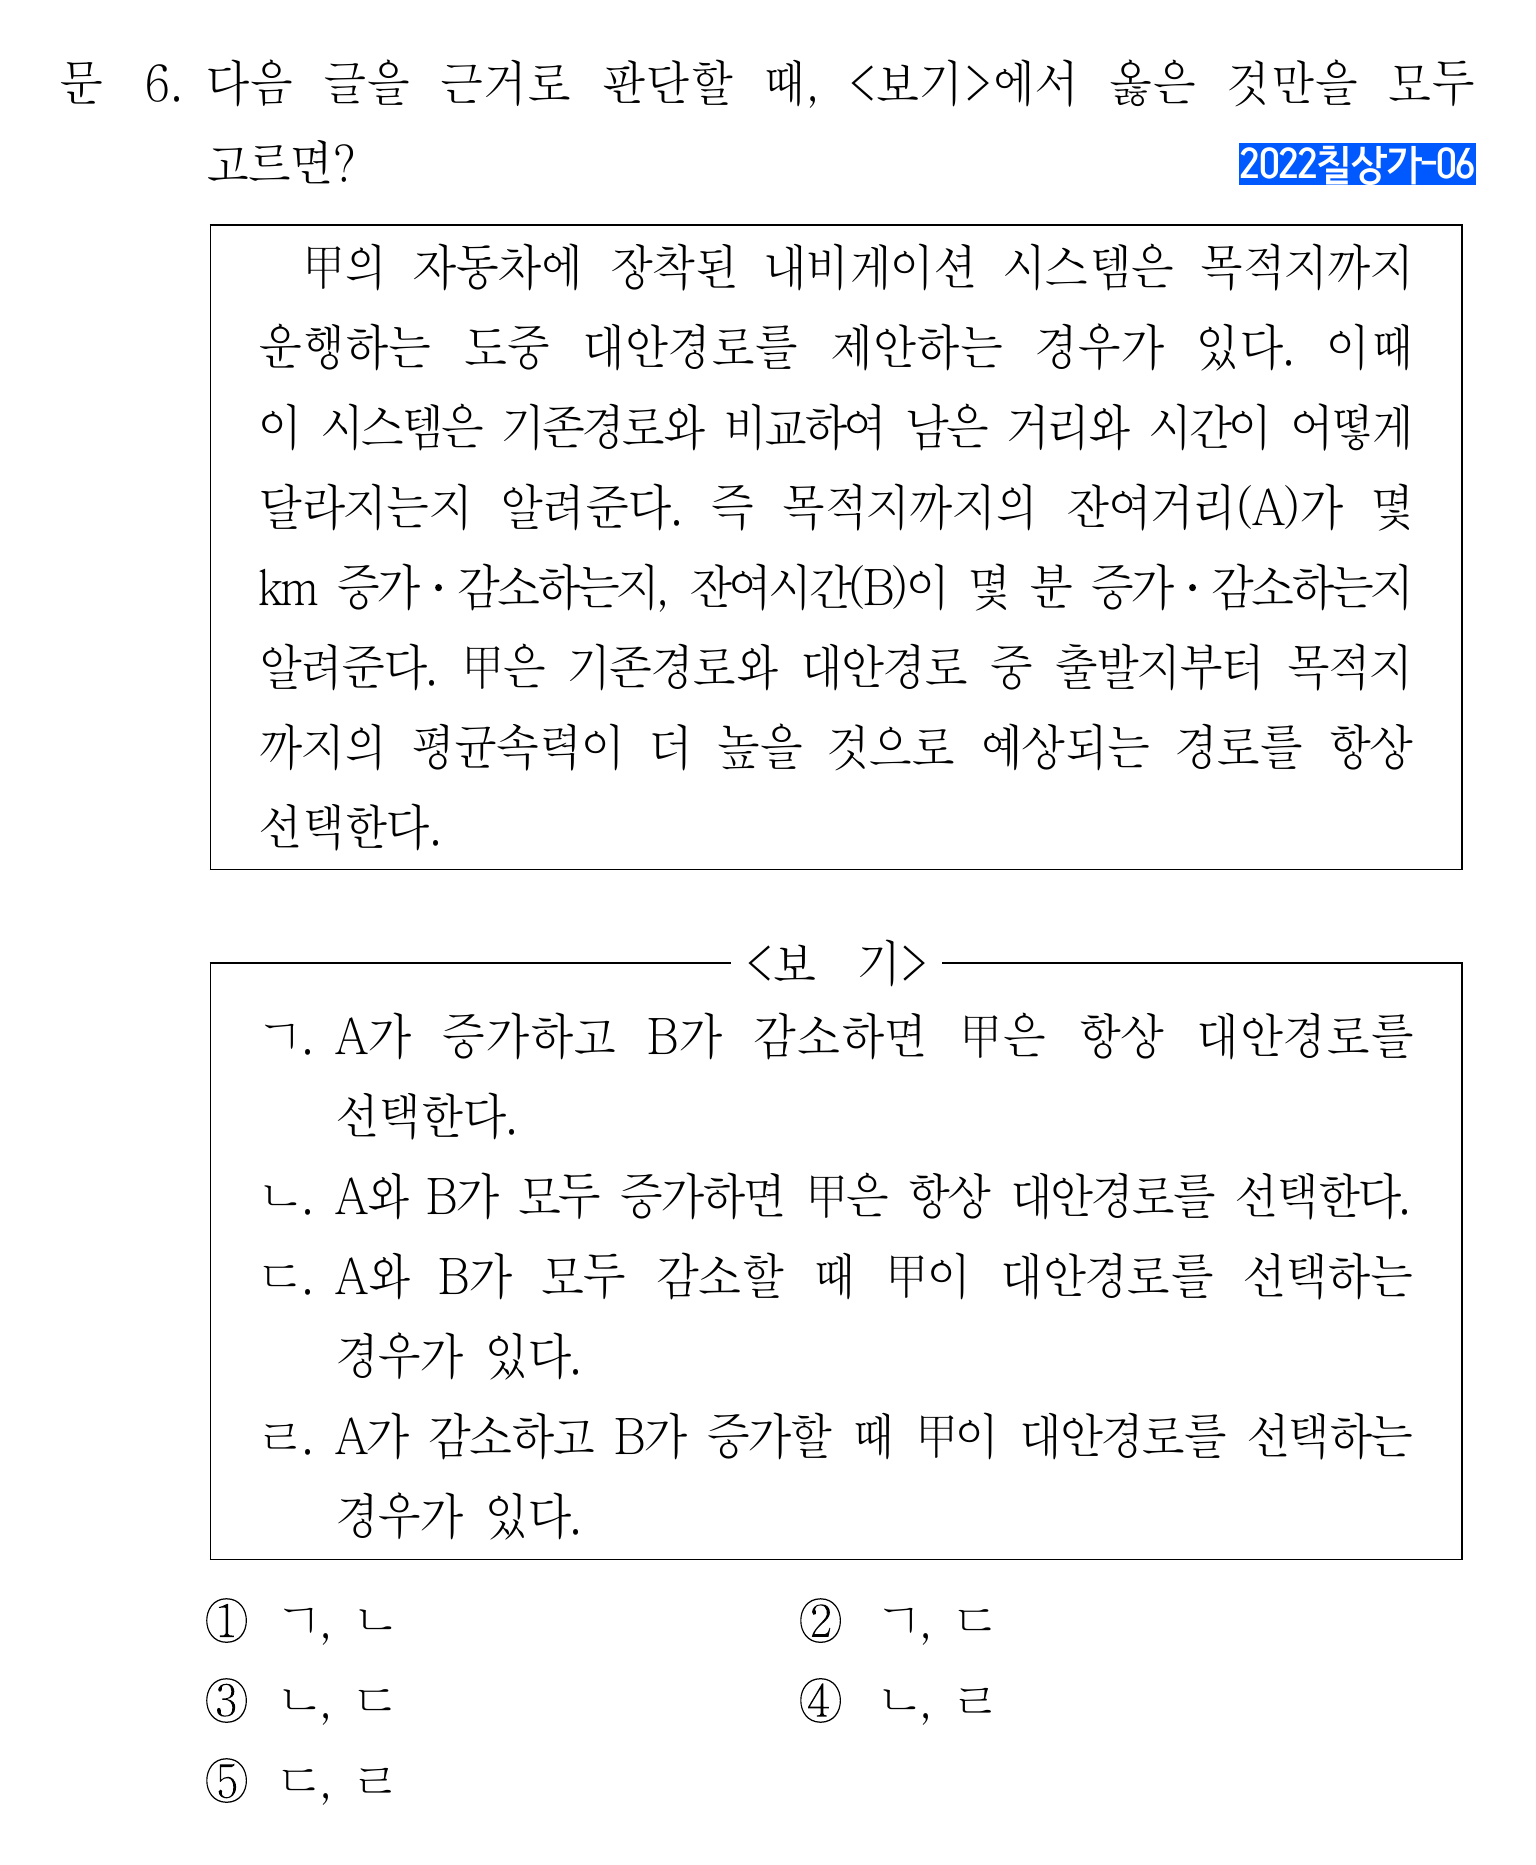 문 6. 다음 글을 근거로 판단할 때, <보기>에서 옳은 것만을 모두
고르면?
2022칠상가-06
甲의 자동차에 장착된 내비게이션 시스템은 목적지까지
운행하는 도중 대안경로를 제안하는 경우가 있다. 이때
이 시스템은 기존경로와 비교하여 남은 거리와 시간이 어떻게
달라지는지 알려준다. 즉 목적지까지의 잔여거리(A)가 몇
km 증가·감소하는지, 잔여시간(B)이 몇 분 증가·감소하는지
알려준다. 甲은 기존경로와 대안경로 중 출발지부터 목적지
까지의 평균속력이 더 높을 것으로 예상되는 경로를 항상
선택한다.
<보 기>
ㄱ. A가 증가하고 B가 감소하면 甲은 항상 대안경로를
선택한다.
ㄴ. A와 B가 모두 증가하면 甲은 항상 대안경로를 선택한다.
ㄷ. A와 B가 모두 감소할 때 甲이 대안경로를 선택하는
경우가 있다.
ㄹ. A가 감소하고 B가 증가할 때 甲이 대안경로를 선택하는
경우가 있다.
① ㄱ, ㄴ
② ㄱ, ㄷ
③ ㄴ, ㄷ
④ ㄴ, ㄹ
⑤ ㄷ, ㄹ